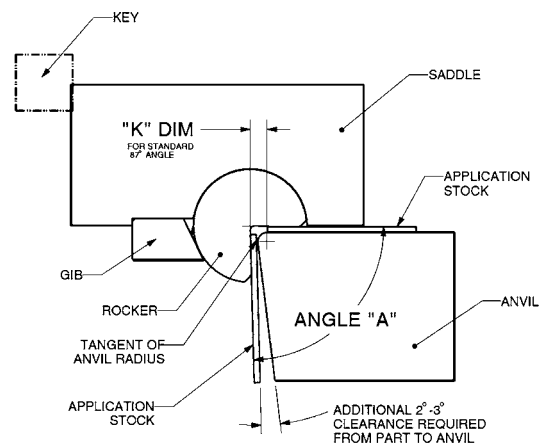 KEY
SADDLE
"K" DIM
FOR STANDARD
87° ANGLE
APPLICATION
STOCK
GIB
ROCKER
ANVIL
ANGLE "A"
TANGENT OF
ANVIL RADIUS
APPLICATION
STOCK
ADDITIONAL 2°-3°
CLEARANCE REQUIRED
FROM PART TO ANVIL